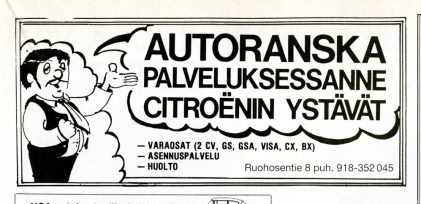 AUTORANSKA
PALVELUKSESSANNE
CITROËNIN YSTÄVÄT
— VARAOSAT (2 CV, GS, GSA, VISA, CX, BX)
— ASENNUSPALVELU
— HUOLTO
Ruohosentie 8 puh. 918-352 045